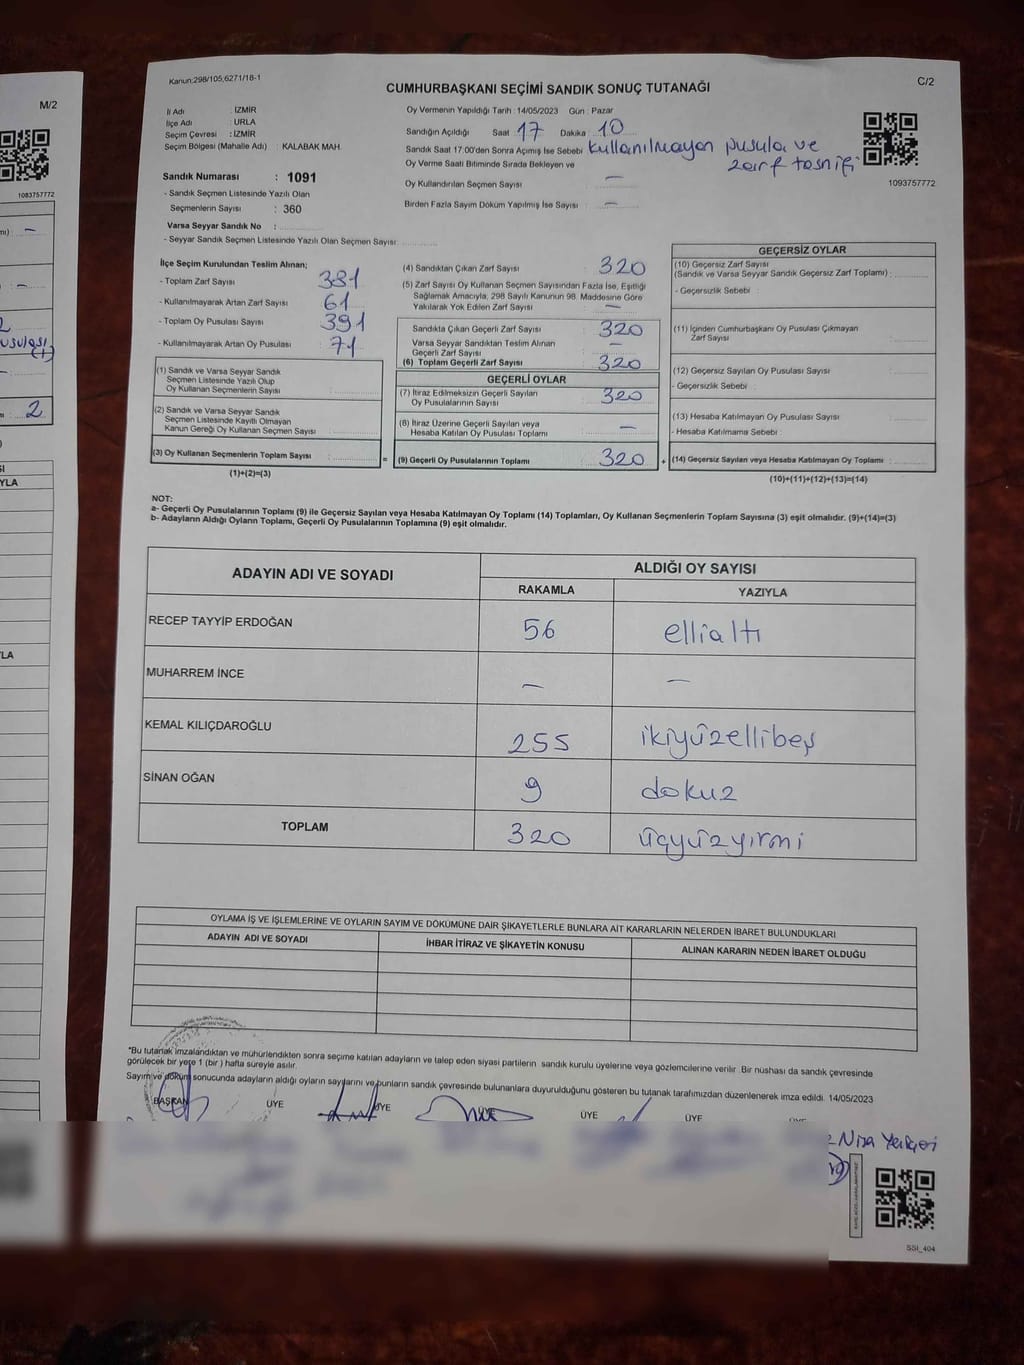 M/2
1083757772
2
Kanun:298/105,6271/18-1
CUMHURBAŞKANI SEÇİMİ SANDIK SONUÇ TUTANAĞI
C/2
İl Adı : İZMİR
İlçe Adı : URLA
Seçim Çevresi : İZMİR
Seçim Bölgesi (Mahalle Adı) : KALABAK MAH.
Sandık Numarası : 1091
- Sandık Seçmen Listesinde Yazılı Olan
Seçmenlerin Sayısı : 360
Varsa Seyyar Sandık No :
- Seyyar Sandık Seçmen Listesinde Yazılı Olan Seçmen Sayısı:
Oy Vermenin Yapıldığı Tarih : 14/05/2023 Gün : Pazar
Sandığın Açıldığı Saat 17 Dakika : 10
Sandık Saat 17.00'den Sonra Açımış İse Sebebi kullanılmayan pusula ve
zarf tasnifi
Oy Verme Saati Bitiminde Sırada Bekleyen ve
Oy Kullandırılan Seçmen Sayısı : —
Birden Fazla Sayım Döküm Yapılmış İse Sayısı : —
1093757772
İlçe Seçim Kurulundan Teslim Alınan;
- Toplam Zarf Sayısı : 381
- Kullanılmayarak Artan Zarf Sayısı : 61
- Toplam Oy Pusulası Sayısı : 391
- Kullanılmayarak Artan Oy Pusulası : 71
(1) Sandık ve Varsa Seyyar Sandık
Seçmen Listesinde Yazılı Olup
Oy Kullanan Seçmenlerin Sayısı :
(2) Sandık ve Varsa Seyyar Sandık
Seçmen Listesinde Kayıtlı Olmayan
Kanun Gereği Oy Kullanan Seçmen Sayısı :
(3) Oy Kullanan Seçmenlerin Toplam Sayısı :
(1)+(2)=(3)
(4) Sandıktan Çıkan Zarf Sayısı : 320
(5) Zarf Sayısı Oy Kullanan Seçmen Sayısından Fazla İse, Eşitliği
Sağlamak Amacıyla, 298 Sayılı Kanunun 98. Maddesine Göre
Yakılarak Yok Edilen Zarf Sayısı : —
Sandıkta Çıkan Geçerli Zarf Sayısı : 320
Varsa Seyyar Sandıktan Teslim Alınan
Geçerli Zarf Sayısı : —
(6) Toplam Geçerli Zarf Sayısı : 320
GEÇERLİ OYLAR
(7) İtiraz Edilmeksizin Geçerli Sayılan
Oy Pusulalarının Sayısı : 320
(8) İtiraz Üzerine Geçerli Sayılan veya
Hesaba Katılan Oy Pusulası Toplamı : —
= (9) Geçerli Oy Pusulalarının Toplamı : 320 +
GEÇERSİZ OYLAR
(10) Geçersiz Zarf Sayısı
(Sandık ve Varsa Seyyar Sandık Geçersiz Zarf Toplamı) :
- Geçersizlik Sebebi :
(11) İçinden Cumhurbaşkanı Oy Pusulası Çıkmayan
Zarf Sayısı :
(12) Geçersiz Sayılan Oy Pusulası Sayısı :
- Geçersizlik Sebebi :
(13) Hesaba Katılmayan Oy Pusulası Sayısı :
- Hesaba Katılmama Sebebi :
(14) Geçersiz Sayılan veya Hesaba Katılmayan Oy Toplamı :
(10)+(11)+(12)+(13)=(14)
NOT:
a- Geçerli Oy Pusulalarının Toplamı (9) ile Geçersiz Sayılan veya Hesaba Katılmayan Oy Toplamı (14) Toplamları, Oy Kullanan Seçmenlerin Toplam Sayısına (3) eşit olmalıdır. (9)+(14)=(3)
b- Adayların Aldığı Oyların Toplamı, Geçerli Oy Pusulalarının Toplamına (9) eşit olmalıdır.
ADAYIN ADI VE SOYADI
ALDIĞI OY SAYISI
RAKAMLA YAZIYLA
RECEP TAYYİP ERDOĞAN 56 ellialtı
MUHARREM İNCE — —
KEMAL KILIÇDAROĞLU 255 ikiyüzellibeş
SİNAN OĞAN 9 dokuz
TOPLAM 320 üçyüzyirmi
OYLAMA İŞ VE İŞLEMLERİNE VE OYLARIN SAYIM VE DÖKÜMÜNE DAİR ŞİKAYETLERLE BUNLARA AİT KARARLARIN NELERDEN İBARET BULUNDUKLARI
ADAYIN ADI VE SOYADI İHBAR İTİRAZ VE ŞİKAYETİN KONUSU ALINAN KARARIN NEDEN İBARET OLDUĞU
*Bu tutanak imzalandıktan ve mühürlendikten sonra seçime katılan adayların ve talep eden siyasi partilerin sandık kurulu üyelerine veya gözlemcilerine verilir. Bir nüshası da sandık çevresinde
görülecek bir yere 1 (bir) hafta süreyle asılır.
Sayım ve döküm sonucunda adayların aldığı oyların sayılarını ve bunların sandık çevresinde bulunanlara duyurulduğunu gösteren bu tutanak tarafımızdan düzenlenerek imza edildi. 14/05/2023
BAŞKAN ÜYE ÜYE ÜYE ÜYE ÜYE ÜYE
SSI_404